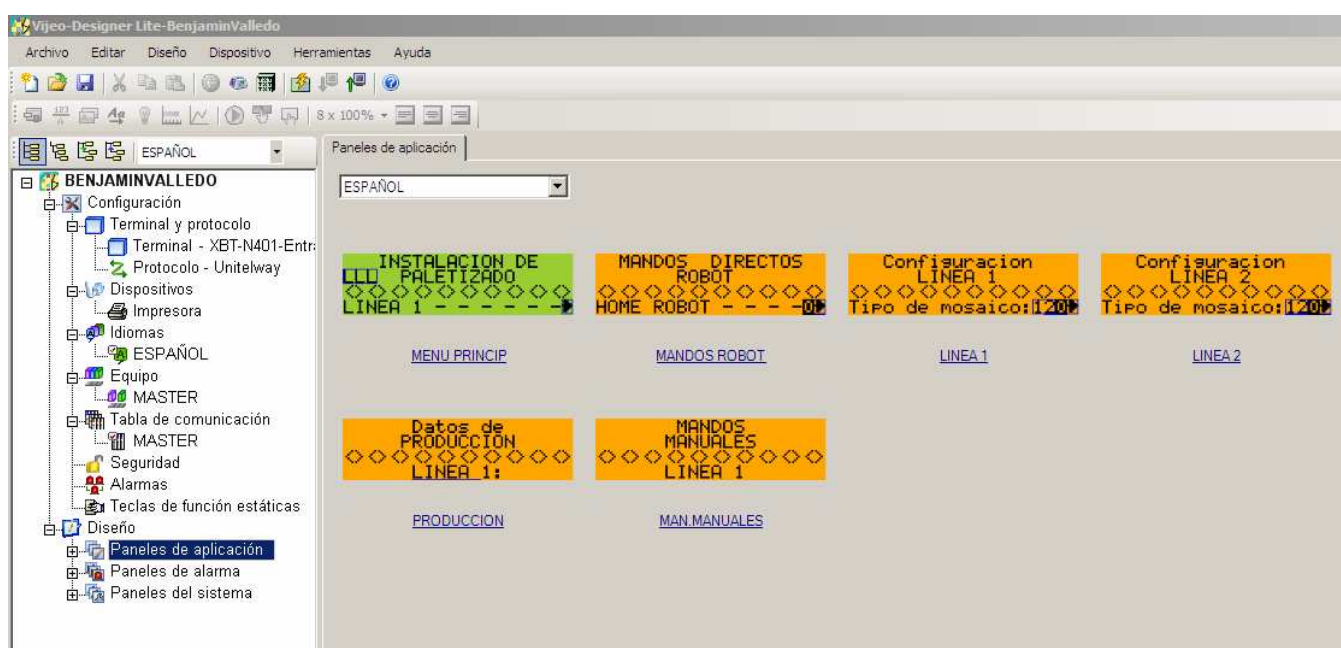 Vijeo-Designer Lite-BenjaminValledo
Archivo Editar Diseño Dispositivo Herramientas Ayuda
8 x 100%
ESPAÑOL
Paneles de aplicación
BENJAMINVALLEDO
Configuración
Terminal y protocolo
Terminal - XBT-N401-Entr
Protocolo - Unitelway
Dispositivos
Impresora
Idiomas
ESPAÑOL
Equipo
MASTER
Tabla de comunicación
MASTER
Seguridad
Alarmas
Teclas de función estáticas
Diseño
Paneles de aplicación
Paneles de alarma
Paneles del sistema
ESPAÑOL
INSTALACION DE
PALETIZADO
LINEA 1 - - - - - -
MENU PRINCIP
MANDOS DIRECTOS
ROBOT
HOME ROBOT - - - -0
MANDOS ROBOT
Configuracion
LINEA 1
Tipo de mosaico:120
LINEA 1
Configuracion
LINEA 2
Tipo de mosaico:120
LINEA 2
Datos de
PRODUCCION
LINEA 1:
PRODUCCION
MANDOS
MANUALES
LINEA 1
MAN.MANUALES